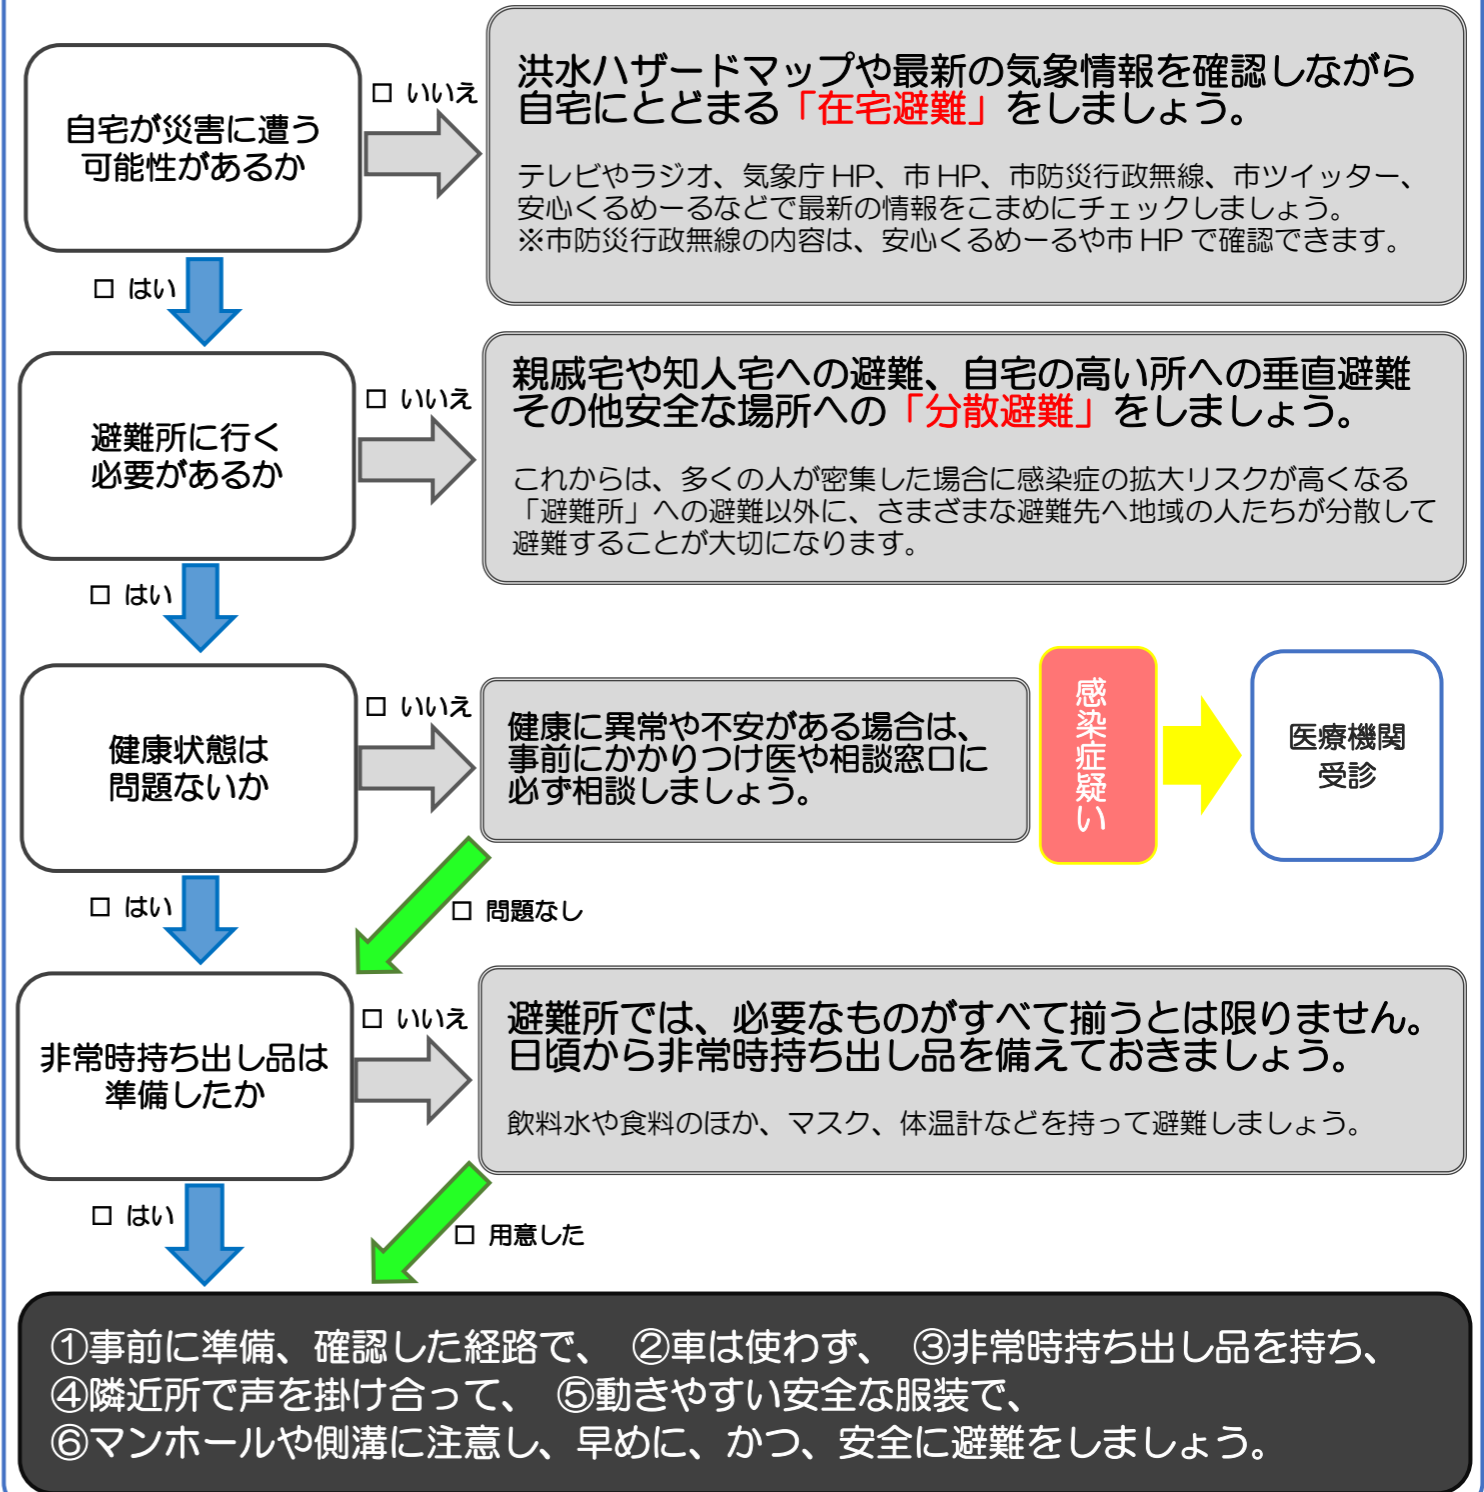 自宅が災害に遭う
可能性があるか
□ いいえ
洪水ハザードマップや最新の気象情報を確認しながら
自宅にとどまる「在宅避難」をしましょう。
テレビやラジオ、気象庁 HP、市 HP、市防災行政無線、市ツイッター、
安心くるめーるなどで最新の情報をこまめにチェックしましょう。
※市防災行政無線の内容は、安心くるめーるや市 HP で確認できます。
□ はい
避難所に行く
必要があるか
□ いいえ
親戚宅や知人宅への避難、自宅の高い所への垂直避難
その他安全な場所への「分散避難」をしましょう。
これからは、多くの人が密集した場合に感染症の拡大リスクが高くなる
「避難所」への避難以外に、さまざまな避難先へ地域の人たちが分散して
避難することが大切になります。
□ はい
健康状態は
問題ないか
□ いいえ
健康に異常や不安がある場合は、
事前にかかりつけ医や相談窓口に
必ず相談しましょう。
感染症疑い
医療機関
受診
□ はい
□ 問題なし
非常時持ち出し品は
準備したか
□ いいえ
避難所では、必要なものがすべて揃うとは限りません。
日頃から非常時持ち出し品を備えておきましょう。
飲料水や食料のほか、マスク、体温計などを持って避難しましょう。
□ はい
□ 用意した
①事前に準備、確認した経路で、 ②車は使わず、 ③非常時持ち出し品を持ち、
④隣近所で声を掛け合って、 ⑤動きやすい安全な服装で、
⑥マンホールや側溝に注意し、早めに、かつ、安全に避難をしましょう。